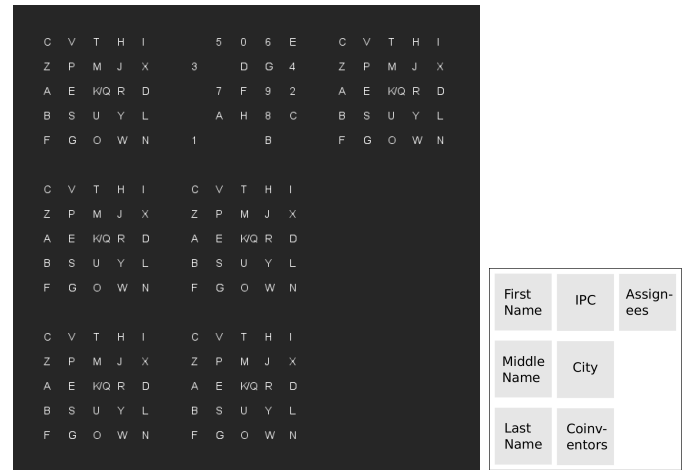 C V T H I 5 0 6 E C V T H I
Z P M J X 3 D G 4 Z P M J X
A E K/Q R D 7 F 9 2 A E K/Q R D
B S U Y L A H 8 C B S U Y L
F G O W N 1 B F G O W N
C V T H I C V T H I
Z P M J X Z P M J X
A E K/Q R D A E K/Q R D
B S U Y L B S U Y L
F G O W N F G O W N
C V T H I C V T H I
Z P M J X Z P M J X
A E K/Q R D A E K/Q R D
B S U Y L B S U Y L
F G O W N F G O W N
First
Name
IPC
Assign-
ees
Middle
Name
City
Last
Name
Coinv-
entors